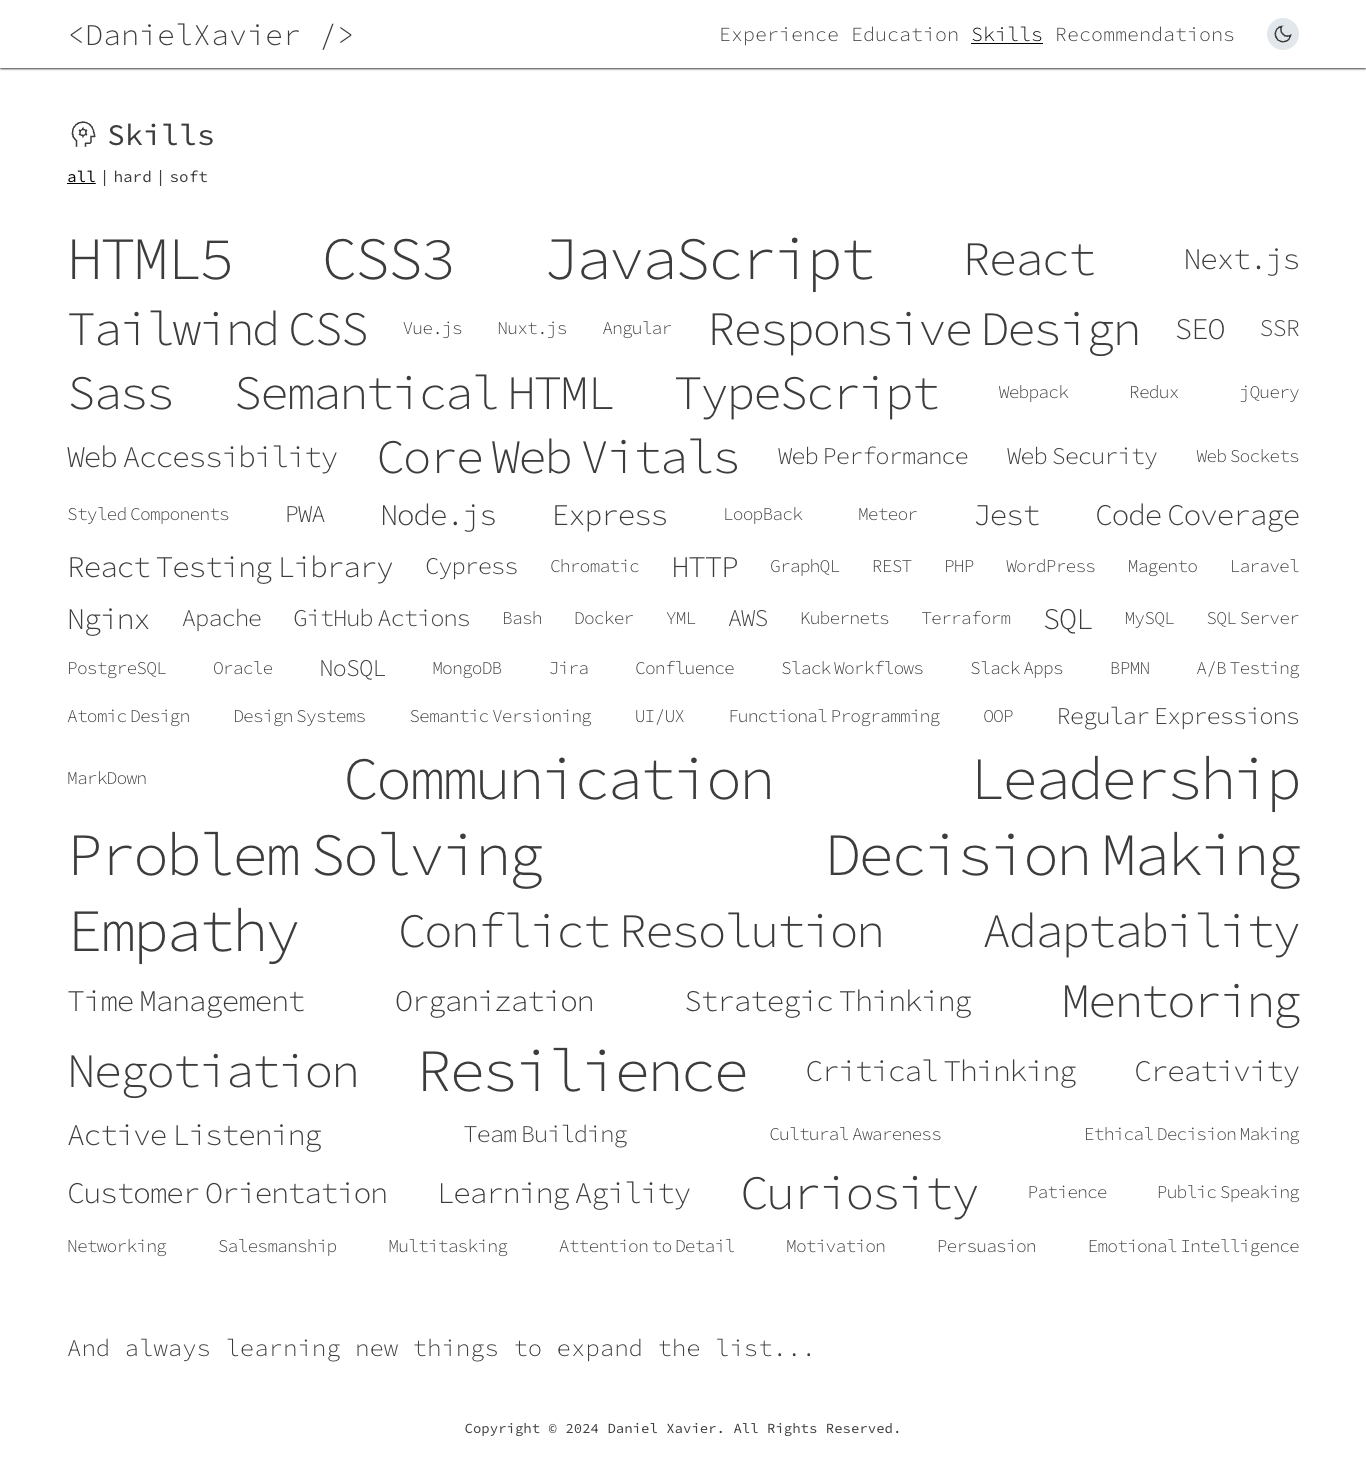 <DanielXavier /> Experience Education Skills Recommendations
Skills
all | hard | soft
HTML5 CSS3 JavaScript React Next.js
Tailwind CSS Vue.js Nuxt.js Angular Responsive Design SEO SSR
Sass Semantical HTML TypeScript Webpack Redux jQuery
Web Accessibility Core Web Vitals Web Performance Web Security Web Sockets
Styled Components PWA Node.js Express LoopBack Meteor Jest Code Coverage
React Testing Library Cypress Chromatic HTTP GraphQL REST PHP WordPress Magento Laravel
Nginx Apache GitHub Actions Bash Docker YML AWS Kubernets Terraform SQL MySQL SQL Server
PostgreSQL Oracle NoSQL MongoDB Jira Confluence Slack Workflows Slack Apps BPMN A/B Testing
Atomic Design Design Systems Semantic Versioning UI/UX Functional Programming OOP Regular Expressions
MarkDown Communication Leadership
Problem Solving Decision Making
Empathy Conflict Resolution Adaptability
Time Management Organization Strategic Thinking Mentoring
Negotiation Resilience Critical Thinking Creativity
Active Listening Team Building Cultural Awareness Ethical Decision Making
Customer Orientation Learning Agility Curiosity Patience Public Speaking
Networking Salesmanship Multitasking Attention to Detail Motivation Persuasion Emotional Intelligence
And always learning new things to expand the list...
Copyright © 2024 Daniel Xavier. All Rights Reserved.